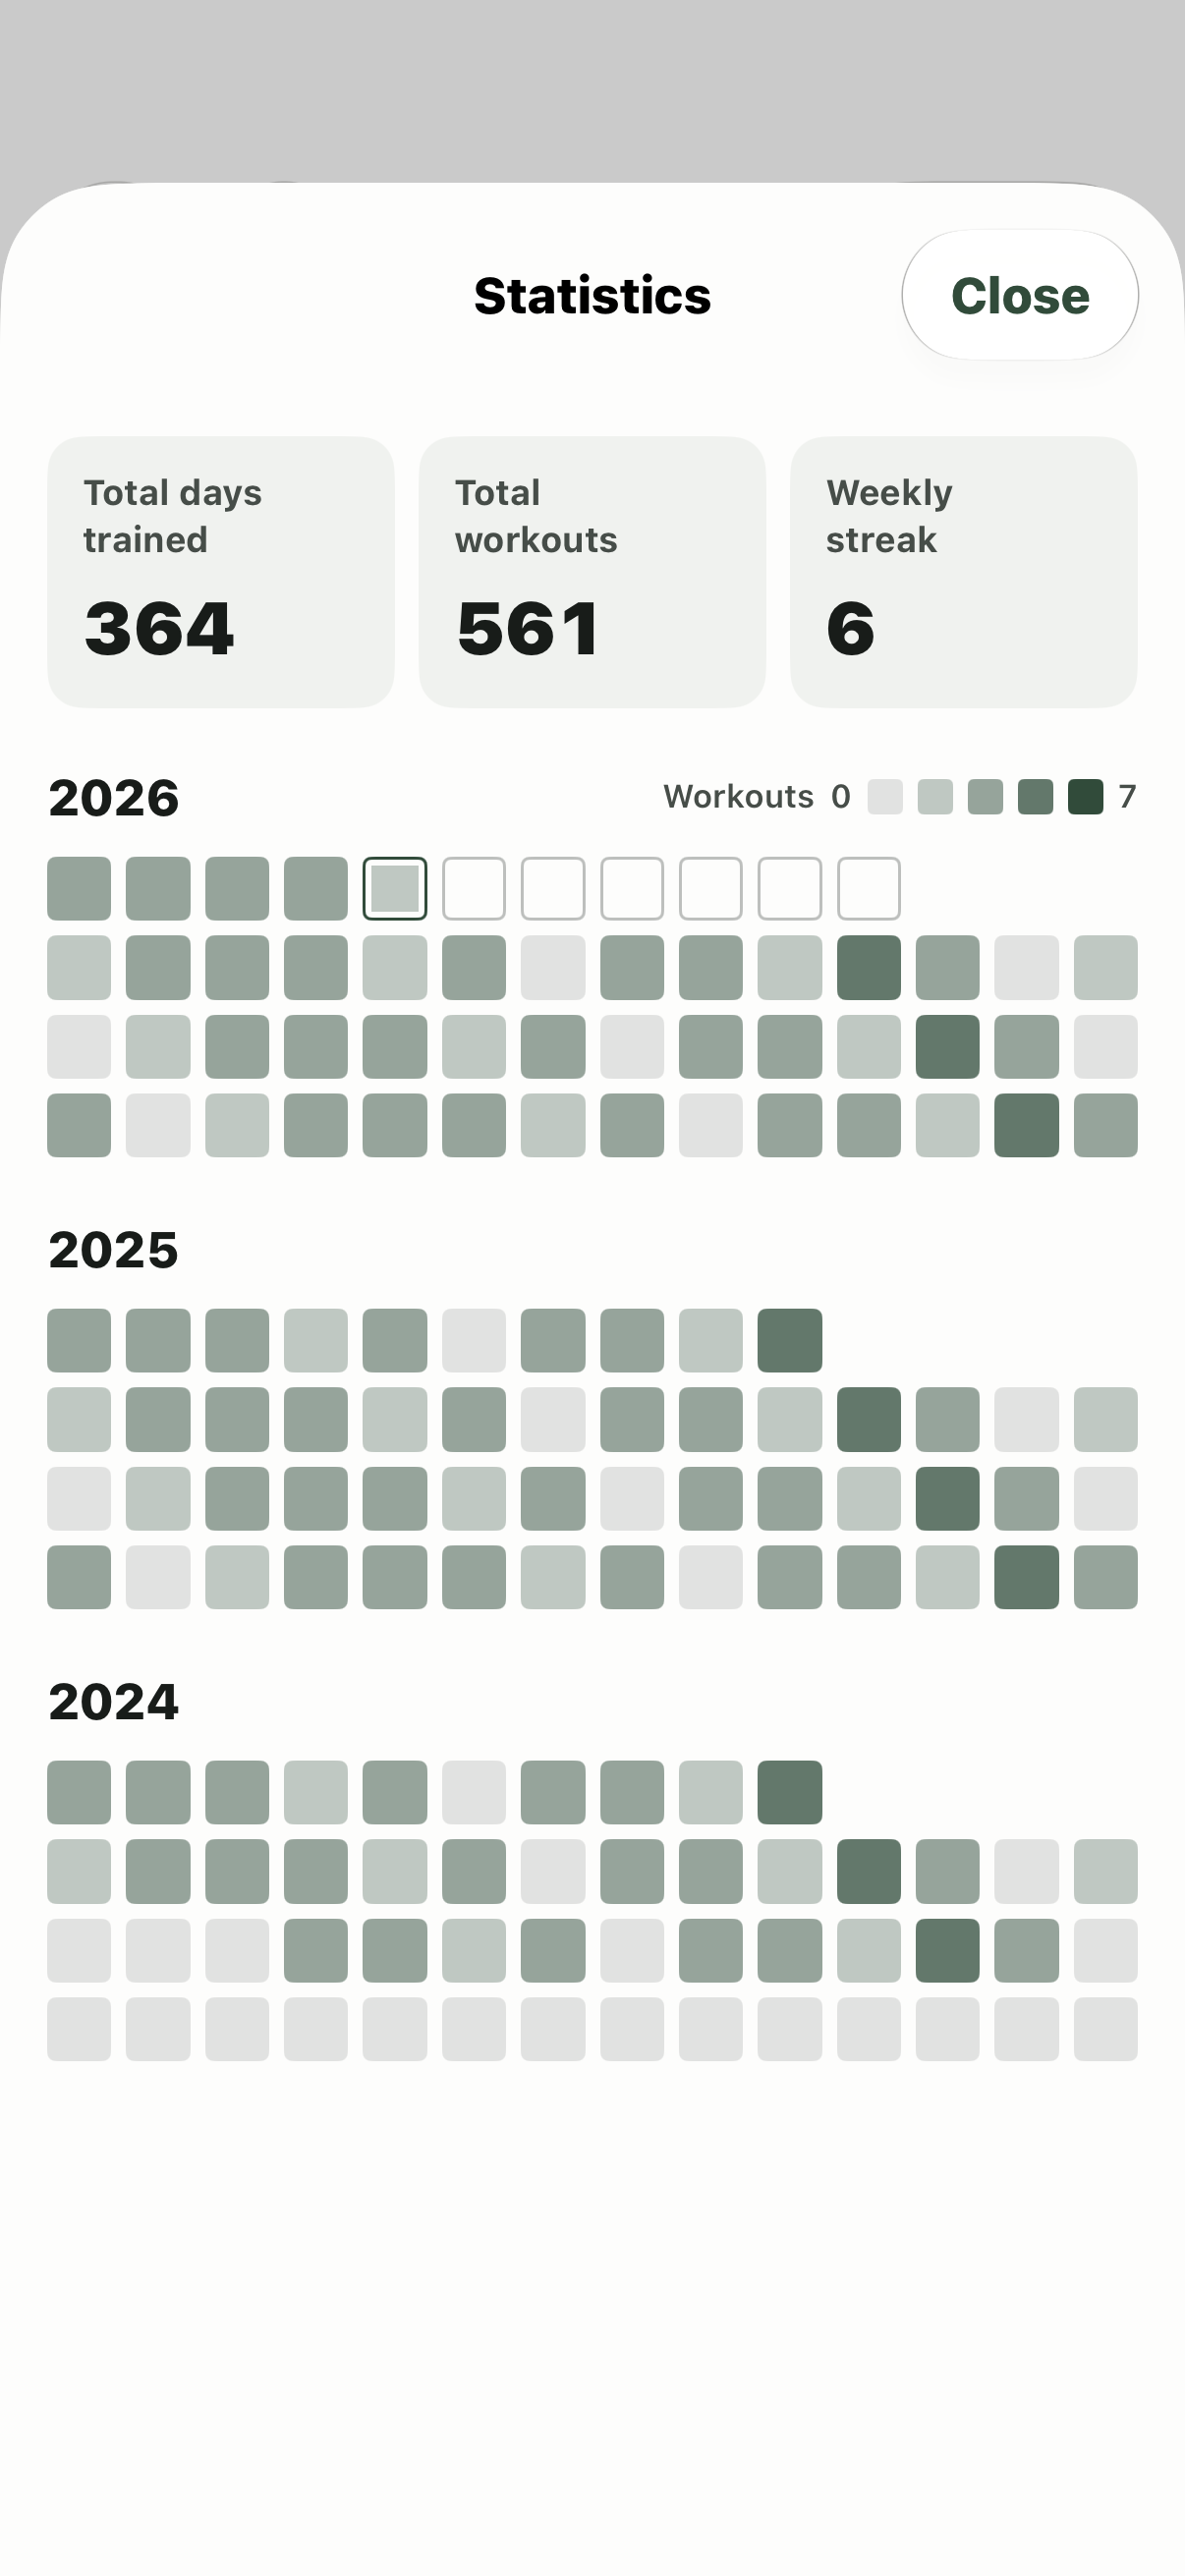 Statistics
Close
Total days
trained
364
Total
workouts
561
Weekly
streak
6
2026
Workouts 0 7
2025
2024